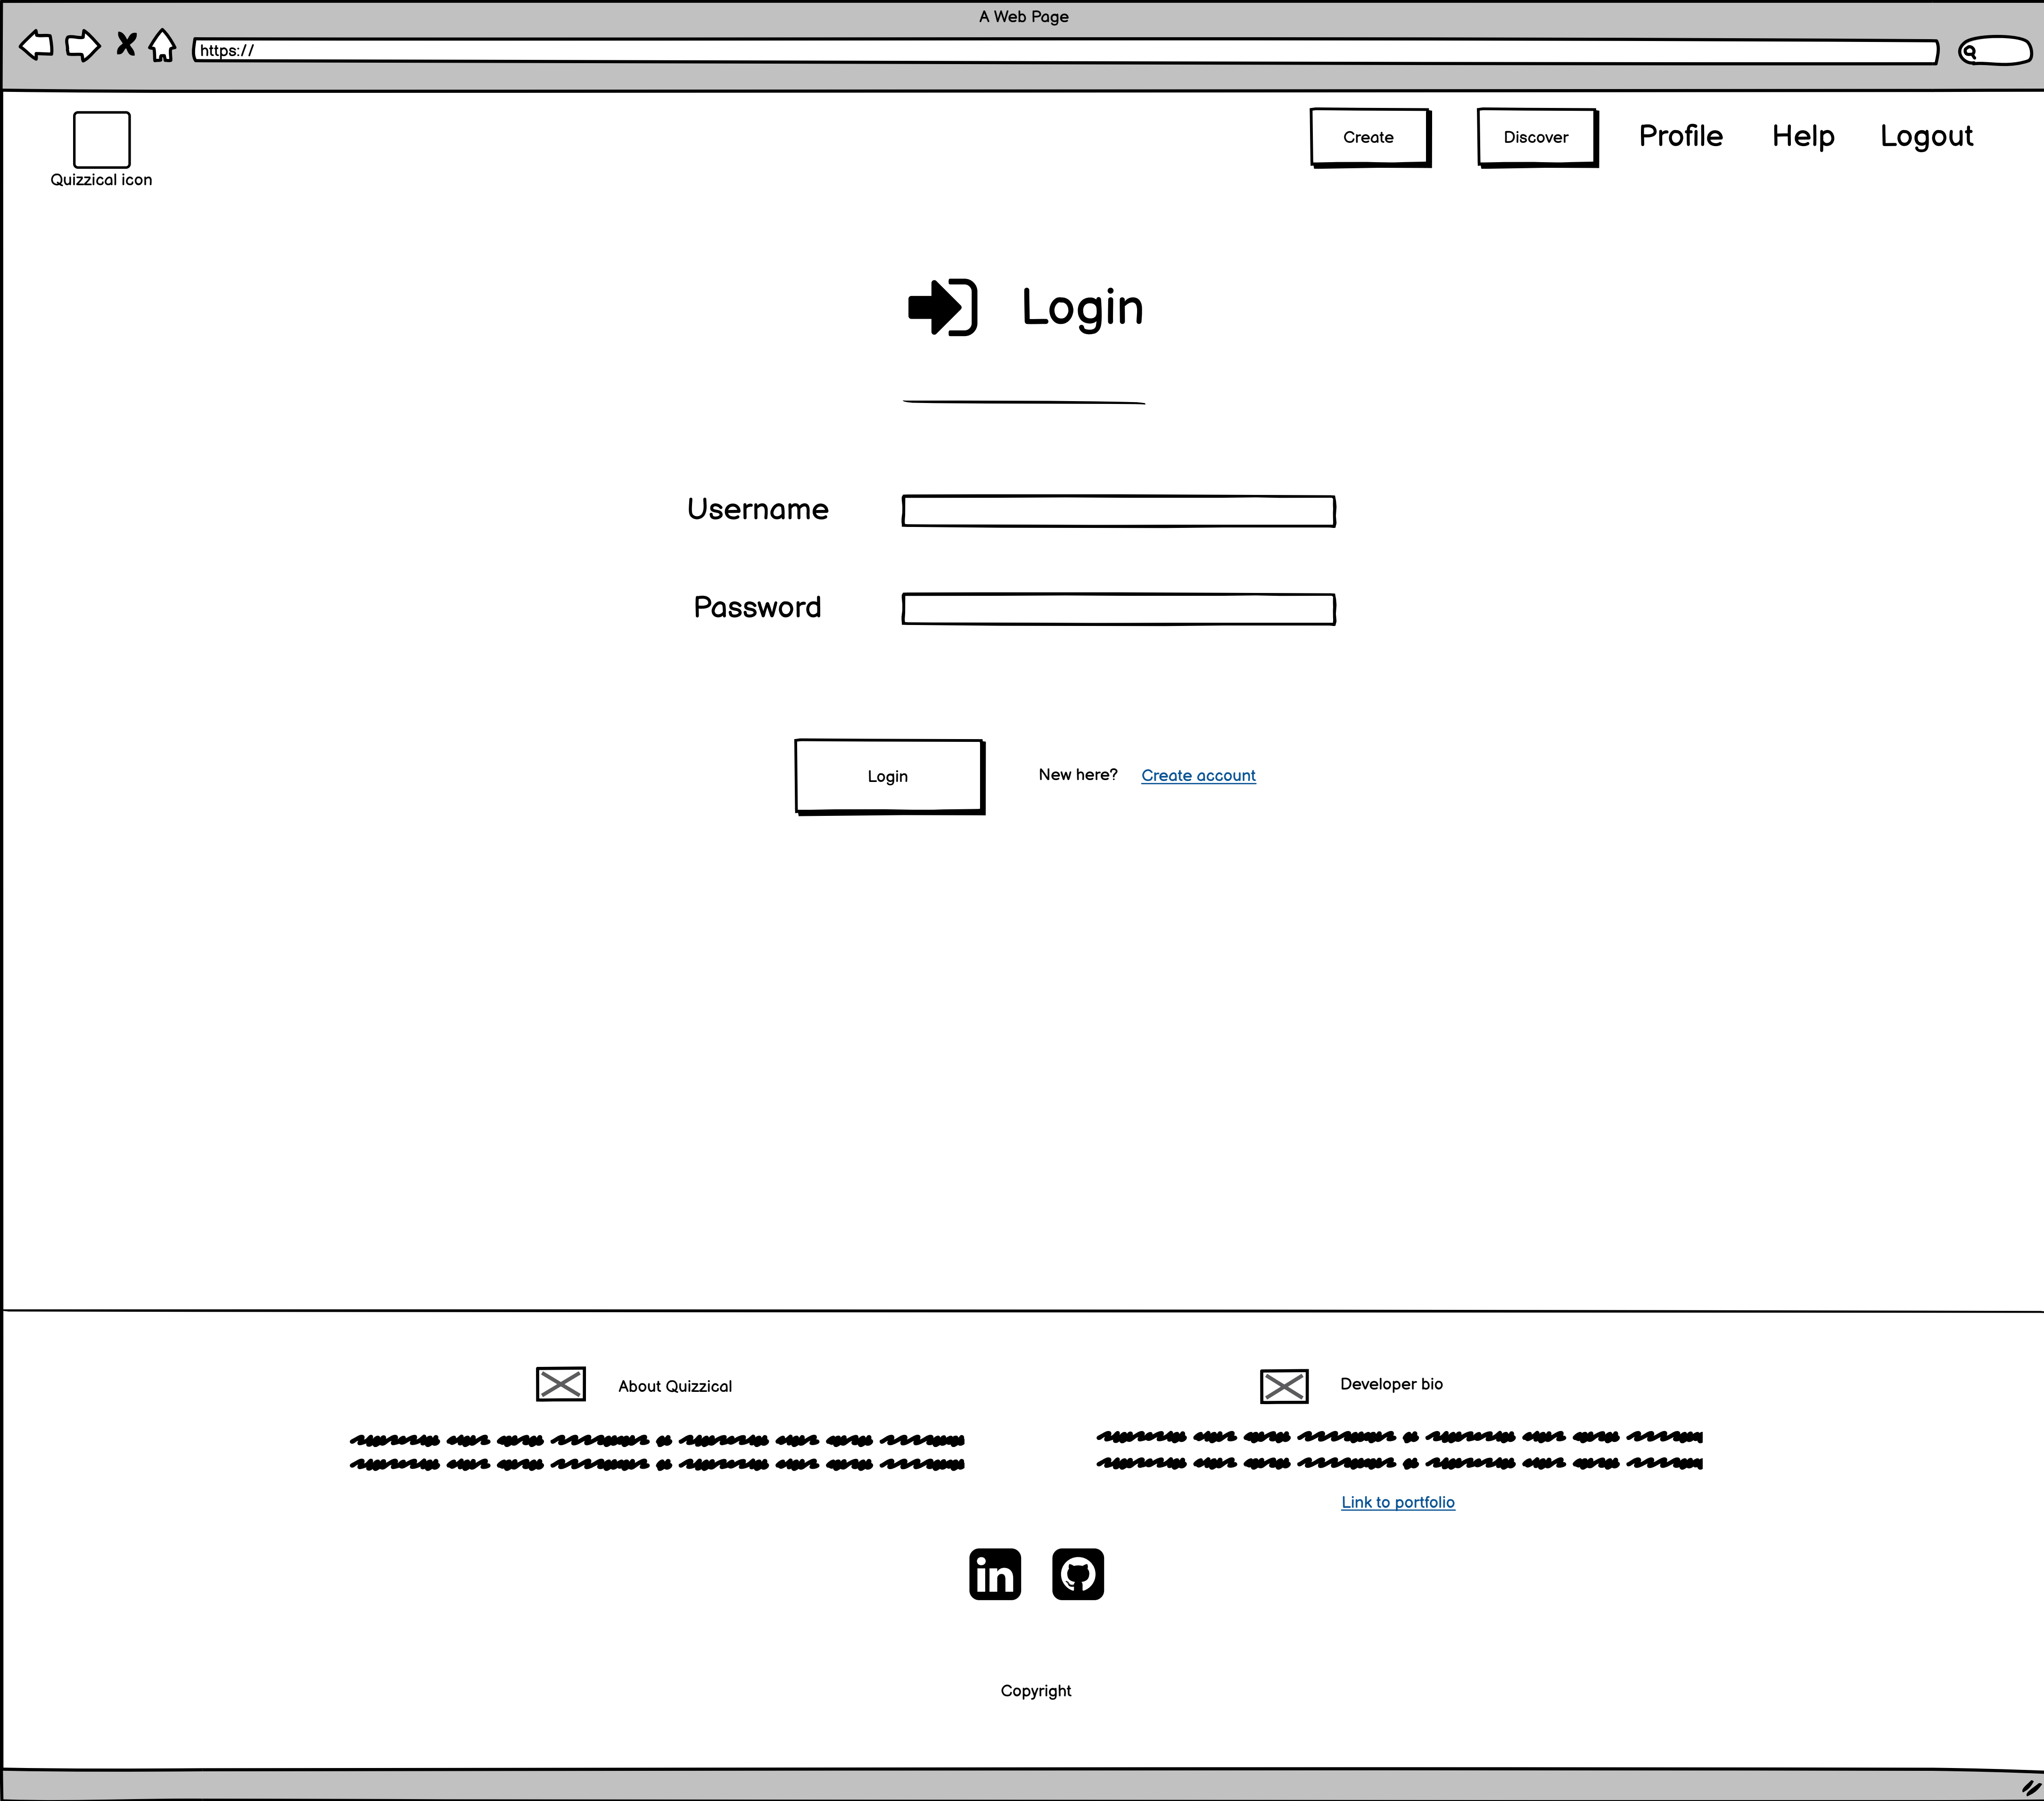 A Web Page
https://
Create
Discover
Profile
Help
Logout
Quizzical icon
Login
Username
Password
Login
New here?
Create account
About Quizzical
Developer bio
Link to portfolio
in
Copyright